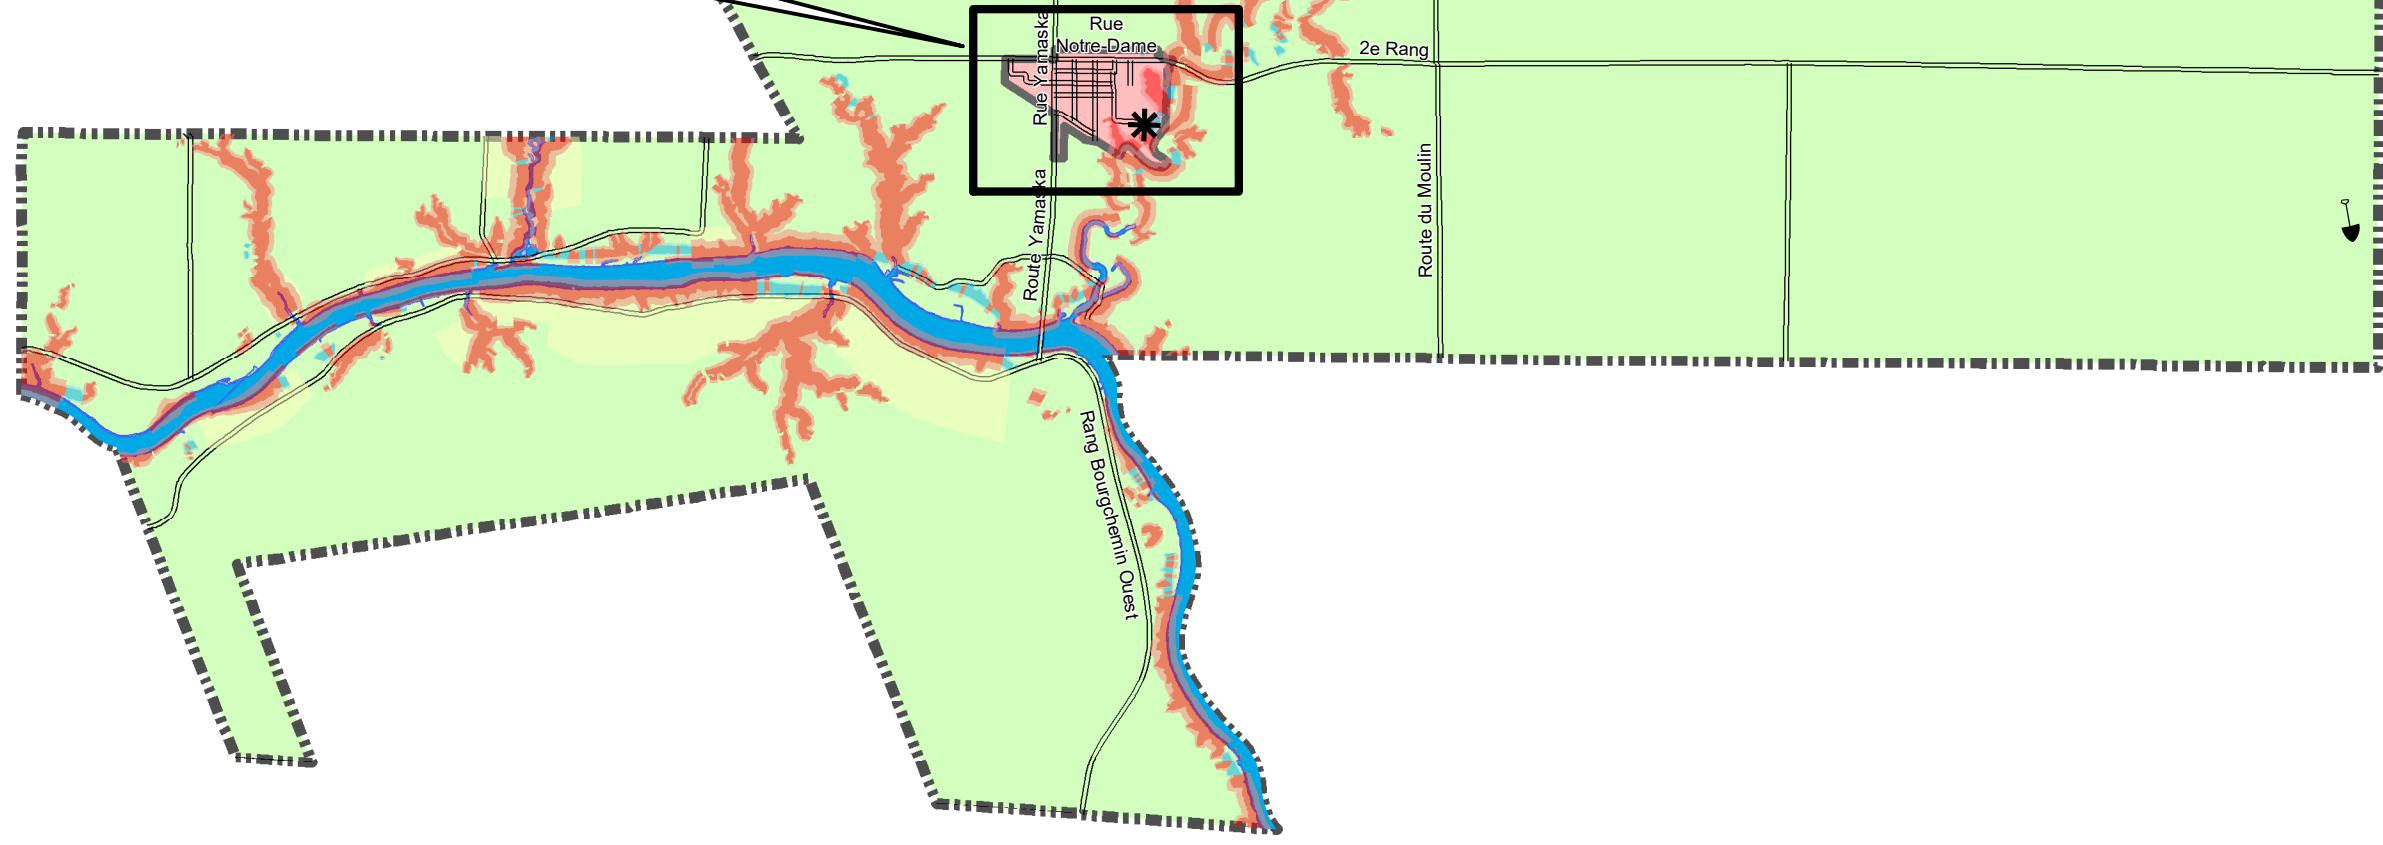 Rue
Notre-Dame
Rue Yamaska
2e Rang
Route Yamaska
Route du Moulin
Rang Bourgchemin Ouest